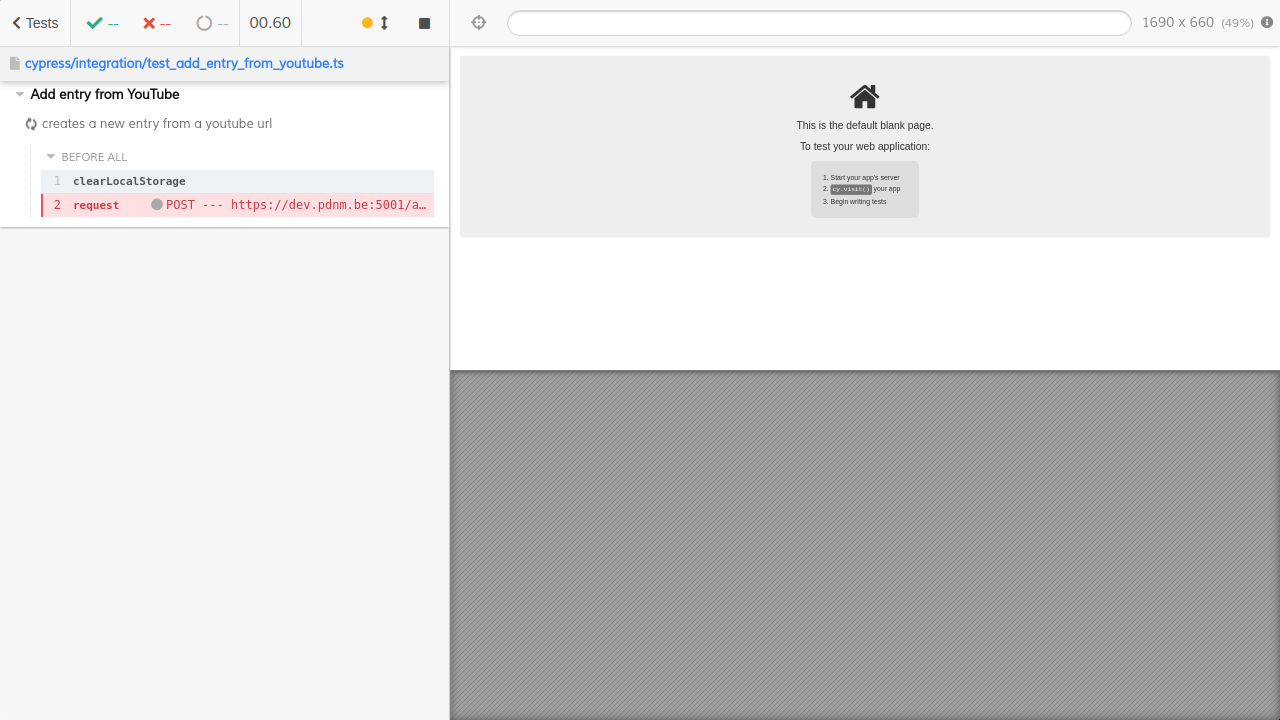 Tests -- -- -- 00.60
1690 x 660 (49%)
cypress/integration/test_add_entry_from_youtube.ts
Add entry from YouTube
creates a new entry from a youtube url
BEFORE ALL
1 clearLocalStorage
2 request POST --- https://dev.pdnm.be:5001/a…
This is the default blank page.
To test your web application:
1. Start your app's server
2. cy.visit() your app
3. Begin writing tests